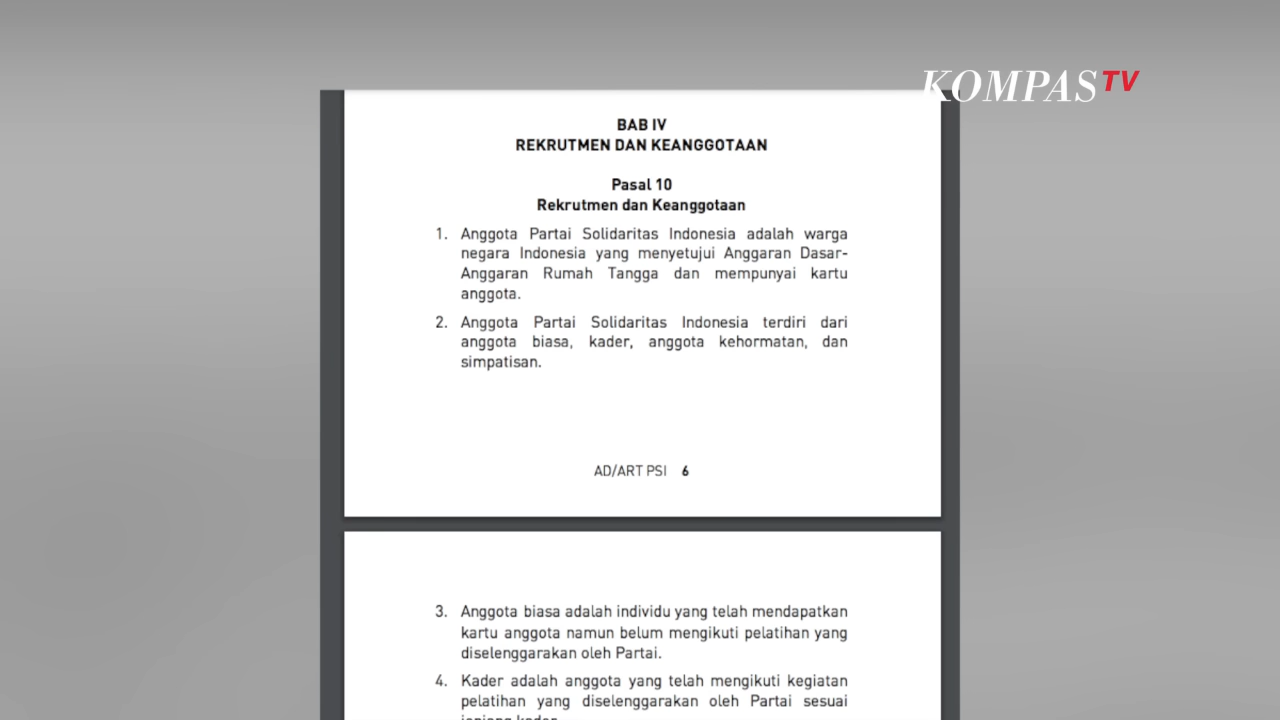 KOMPAS TV
BAB IV
REKRUTMEN DAN KEANGGOTAAN
Pasal 10
Rekrutmen dan Keanggotaan
1. Anggota Partai Solidaritas Indonesia adalah warga
negara Indonesia yang menyetujui Anggaran Dasar-
Anggaran Rumah Tangga dan mempunyai kartu
anggota.
2. Anggota Partai Solidaritas Indonesia terdiri dari
anggota biasa, kader, anggota kehormatan, dan
simpatisan.
AD/ART PSI 6
3. Anggota biasa adalah individu yang telah mendapatkan
kartu anggota namun belum mengikuti pelatihan yang
diselenggarakan oleh Partai.
4. Kader adalah anggota yang telah mengikuti kegiatan
pelatihan yang diselenggarakan oleh Partai sesuai